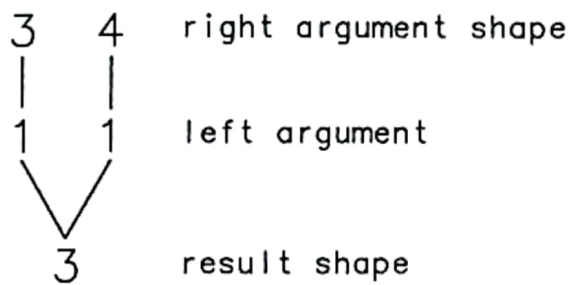 3 4 right argument shape
1 1 left argument
3 result shape